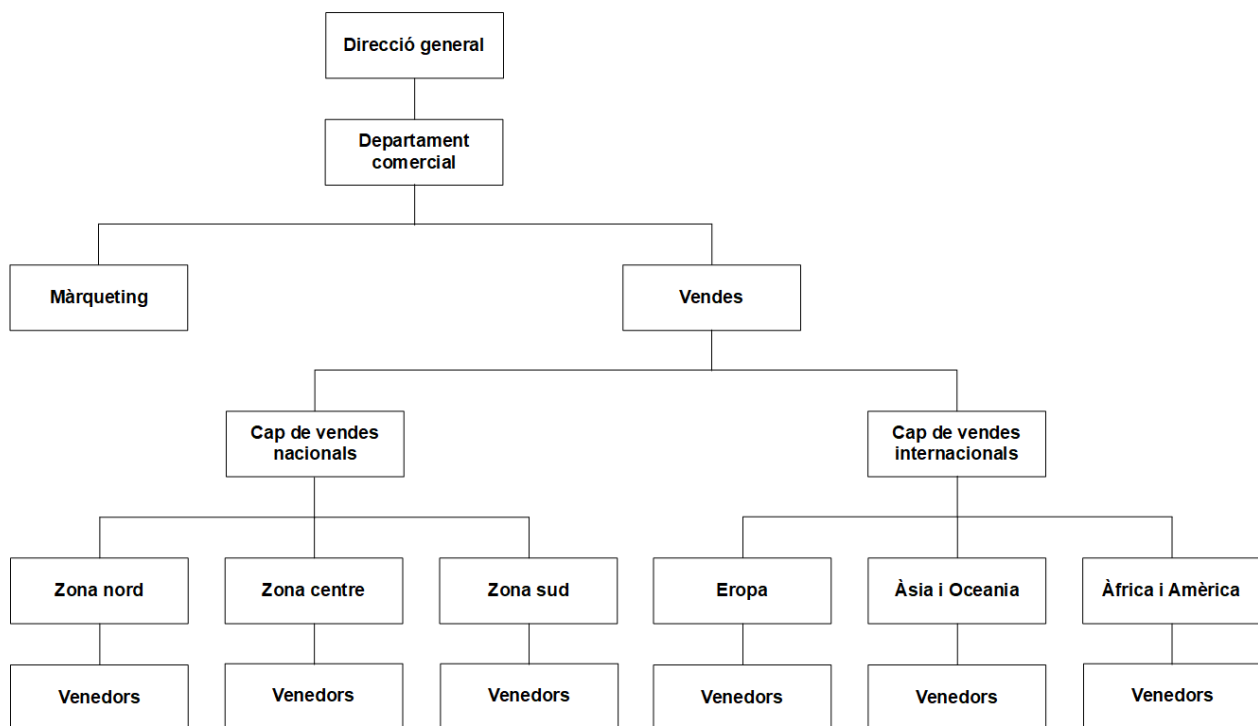 Direcció general
Departament
comercial
Màrqueting
Vendes
Cap de vendes
nacionals
Cap de vendes
internacionals
Zona nord
Zona centre
Zona sud
Eropa
Àsia i Oceania
Àfrica i Amèrica
Venedors
Venedors
Venedors
Venedors
Venedors
Venedors